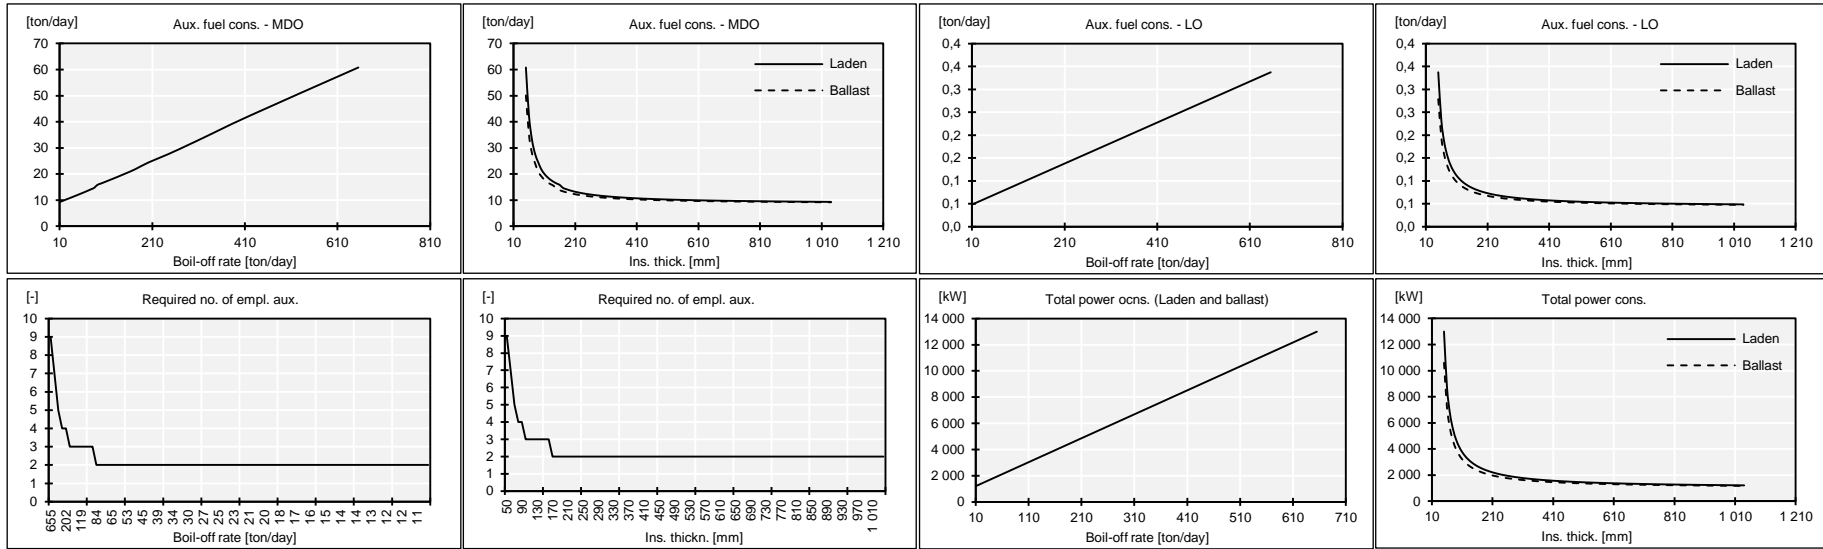 [ton/day] Aux. fuel cons. - MDO
70
60
50
40
30
20
10
0
10 210 410 610 810
Boil-off rate [ton/day]
[ton/day] Aux. fuel cons. - MDO
70
60
50
40
30
20
10
0
Laden
Ballast
10 210 410 610 810 1 010 1 210
Ins. thick. [mm]
[ton/day] Aux. fuel cons. - LO
0,4
0,4
0,3
0,3
0,2
0,2
0,1
0,1
0,0
10 210 410 610 810
Boil-off rate [ton/day]
[ton/day] Aux. fuel cons. - LO
0,4
0,4
0,3
0,3
0,2
0,2
0,1
0,1
0,0
Laden
Ballast
10 210 410 610 810 1 010 1 210
Ins. thick. [mm]
[-] Required no. of empl. aux.
10
9
8
7
6
5
4
3
2
1
0
655 202 119 84 65 53 45 39 34 30 27 25 23 21 20 18 17 16 15 14 14 13 12 12 11
Boil-off rate [ton/day]
[-] Required no. of empl. aux.
10
9
8
7
6
5
4
3
2
1
0
50 90 130 170 210 250 290 330 370 410 450 490 530 570 610 650 690 730 770 810 850 890 930 970 1 010
Ins. thickn. [mm]
[kW] Total power ocns. (Laden and ballast)
14 000
12 000
10 000
8 000
6 000
4 000
2 000
0
10 110 210 310 410 510 610 710
Boil-off rate [ton/day]
[kW] Total power cons.
14 000
12 000
10 000
8 000
6 000
4 000
2 000
0
Laden
Ballast
10 210 410 610 810 1 010 1 210
Ins. thick. [mm]